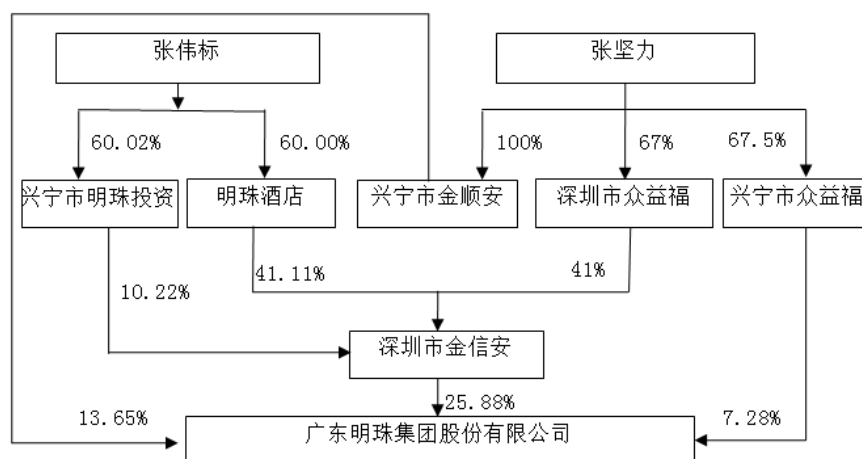 张伟标
张坚力
60.02%
60.00%
100%
67%
67.5%
兴宁市明珠投资
明珠酒店
兴宁市金顺安
深圳市众益福
兴宁市众益福
10.22%
41.11%
41%
深圳市金信安
13.65%
25.88%
7.28%
广东明珠集团股份有限公司